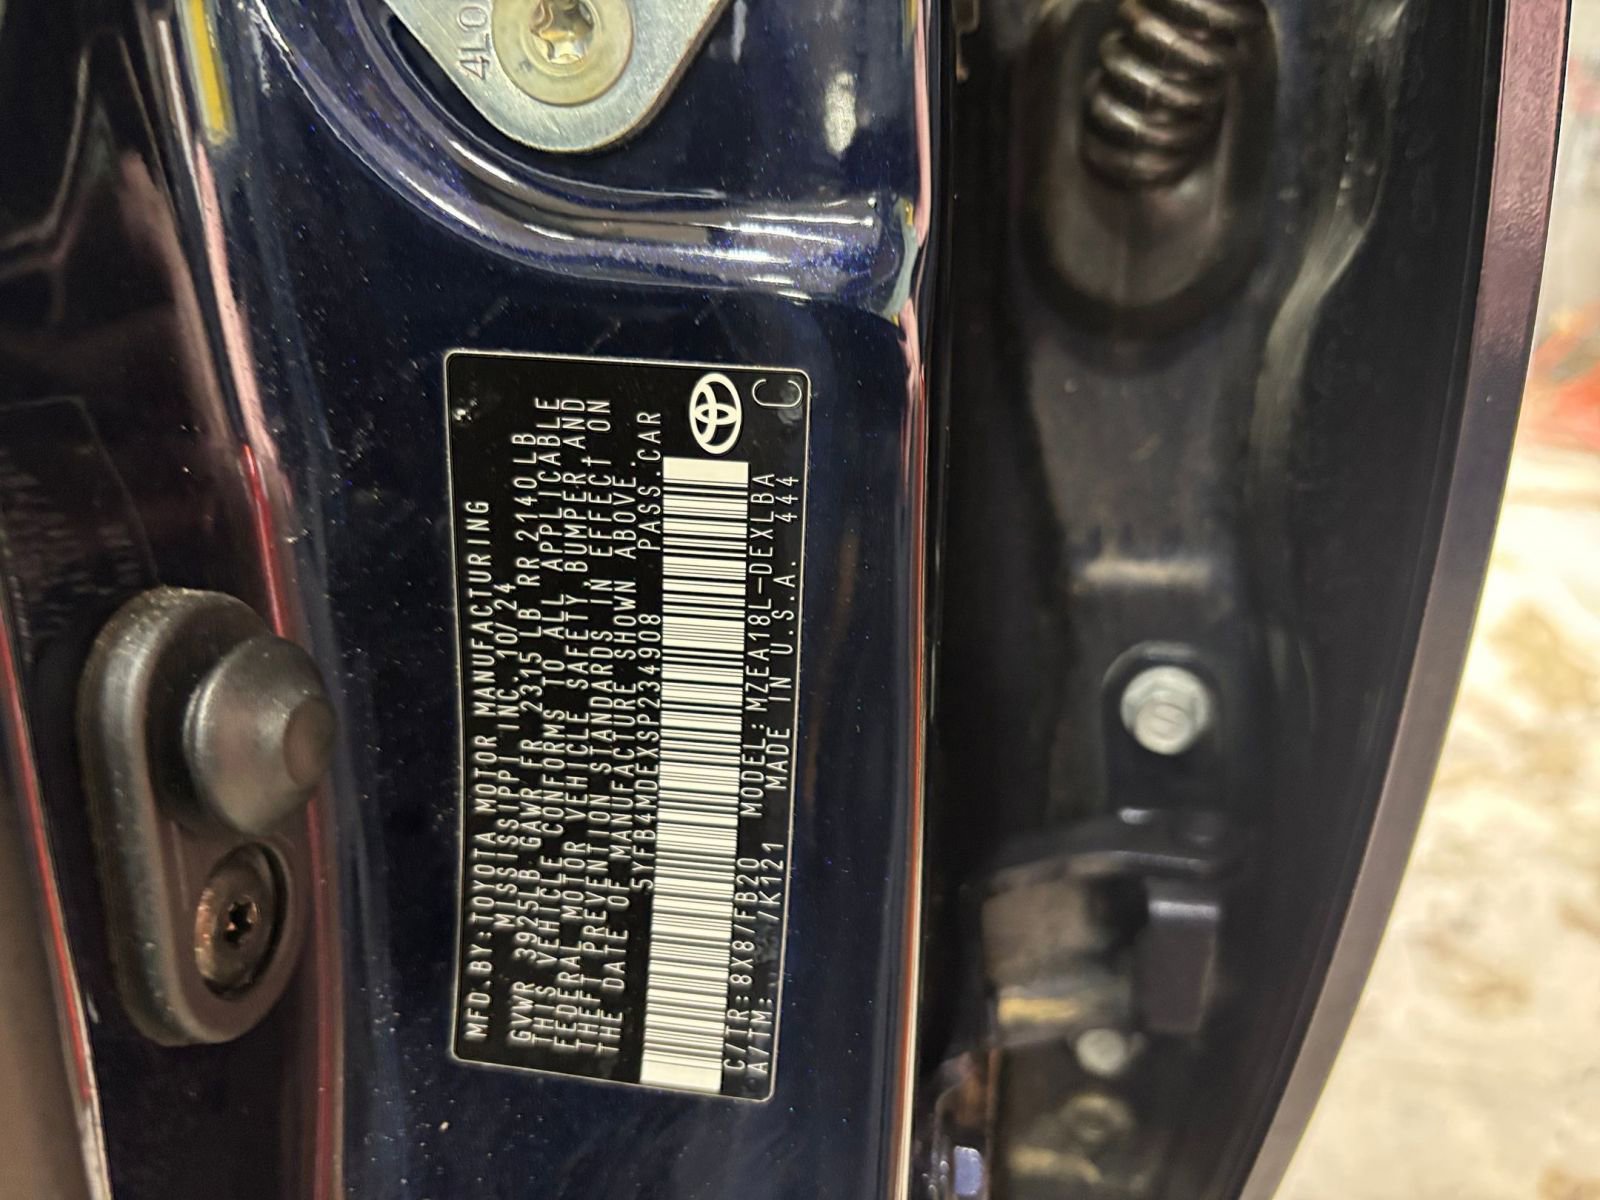 MFD.BY:TOYOTA MOTOR MANUFACTURING
MISSISSIPPI INC. 10/24
GVWR 3925LB GAWR FR 2315 LB RR 2140LB
THIS VEHICLE CONFORMS TO ALL APPLICABLE
FEDERAL MOTOR VEHICLE SAFETY,BUMPER AND
THEFT PREVENTION STANDARDS IN EFFECT ON
THE DATE OF MANUFACTURE SHOWN ABOVE.
5YFB4MDEXSP234908 PASS.CAR
C/TR:8X8/FB20 MODEL:MZEA18L-DEXLBA
A/TM: /K121 MADE IN U.S.A. 444
C